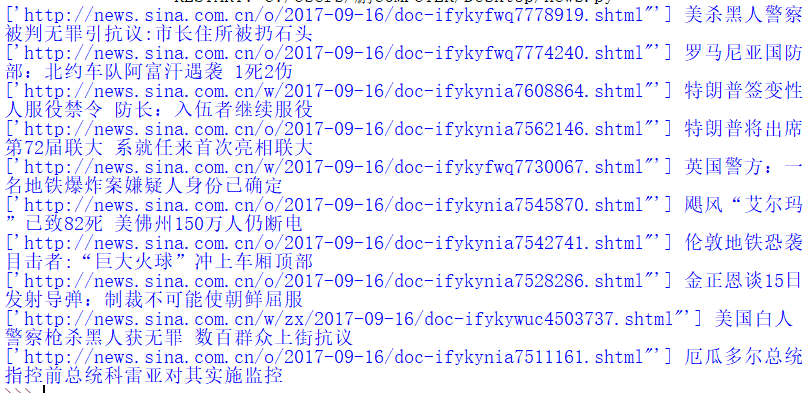 ['http://news.sina.com.cn/o/2017-09-16/doc-ifykyfwq7778919.shtml"'] 美杀黑人警察
被判无罪引抗议:市长住所被扔石头
['http://news.sina.com.cn/o/2017-09-16/doc-ifykyfwq7774240.shtml"'] 罗马尼亚国防
部：北约车队阿富汗遇袭 1死2伤
['http://news.sina.com.cn/w/2017-09-16/doc-ifykynia7608864.shtml"'] 特朗普签变性
人服役禁令 防长：入伍者继续服役
['http://news.sina.com.cn/o/2017-09-16/doc-ifykynia7562146.shtml"'] 特朗普将出席
第72届联大 系就任来首次亮相联大
['http://news.sina.com.cn/w/2017-09-16/doc-ifykyfwq7730067.shtml"'] 英国警方：一
名地铁爆炸案嫌疑人身份已确定
['http://news.sina.com.cn/o/2017-09-16/doc-ifykynia7545870.shtml"'] 飓风“艾尔玛
”已致82死 美佛州150万人仍断电
['http://news.sina.com.cn/o/2017-09-16/doc-ifykynia7542741.shtml"'] 伦敦地铁恐袭
目击者:“巨大火球”冲上车厢顶部
['http://news.sina.com.cn/o/2017-09-16/doc-ifykynia7528286.shtml"'] 金正恩谈15日
发射导弹：制裁不可能使朝鲜屈服
['http://news.sina.com.cn/w/zx/2017-09-16/doc-ifykywuc4503737.shtml"'] 美国白人
警察枪杀黑人获无罪 数百群众上街抗议
['http://news.sina.com.cn/o/2017-09-16/doc-ifykynia7511161.shtml"'] 厄瓜多尔总统
指控前总统科雷亚对其实施监控
>>>